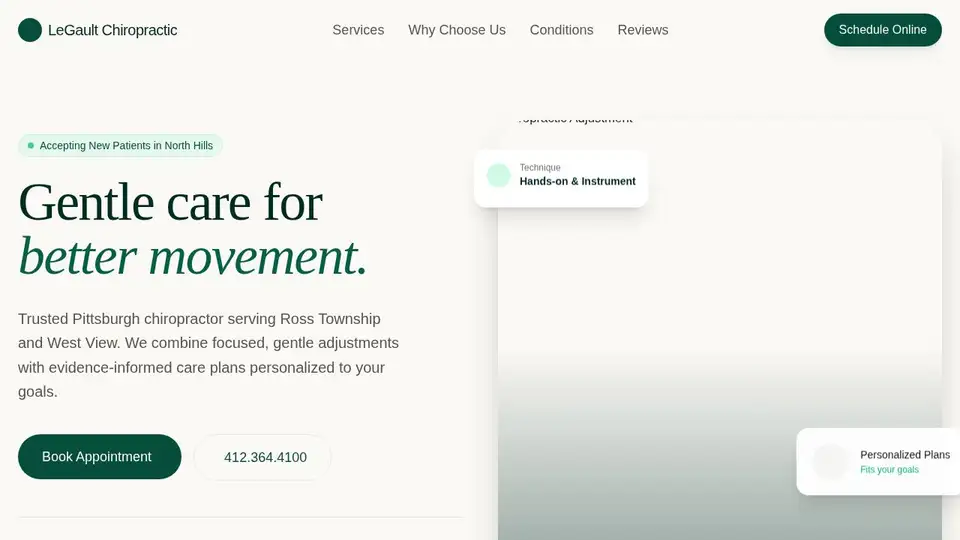 LeGault Chiropractic
Services
Why Choose Us
Conditions
Reviews
Schedule Online
Accepting New Patients in North Hills
Gentle care for
better movement.
Trusted Pittsburgh chiropractor serving Ross Township
and West View. We combine focused, gentle adjustments
with evidence-informed care plans personalized to your
goals.
Book Appointment
412.364.4100
Adjustment
Technique
Hands-on & Instrument
Personalized Plans
Fits your goals